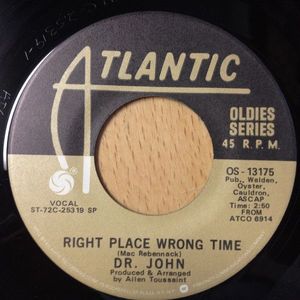 ATLANTIC
OLDIES
SERIES
45 R.P.M.
OS-13175
Pub., Welden,
Oyster,
Cauldron,
ASCAP
Time: 2:50
FROM
ATCO 6914
VOCAL
ST-72C-25319 SP
RIGHT PLACE WRONG TIME
(Mac Rebennack)
DR. JOHN
Produced & Arranged
by Allen Toussaint